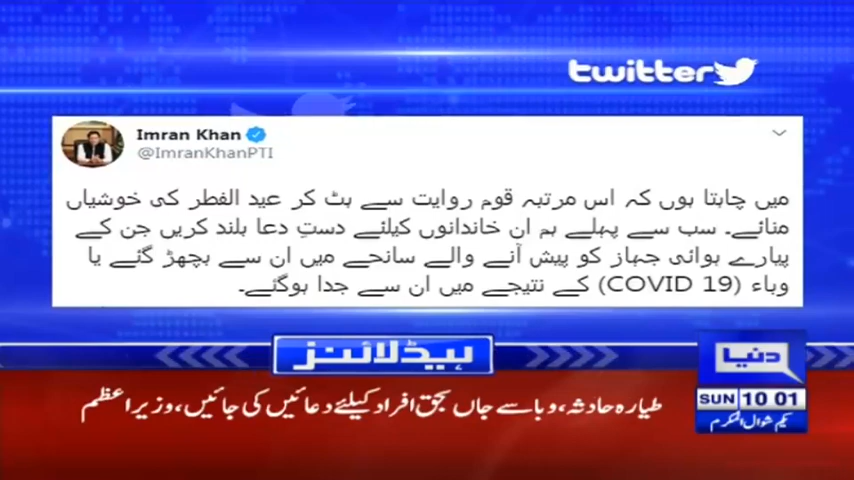 twitter
Imran Khan
@ImranKhanPTI
میں چاہتا ہوں کہ اس مرتبہ قوم روایت سے ہٹ کر عید الفطر کی خوشیاں
منائے۔ سب سے پہلے ہم ان خاندانوں کیلئے دستِ دعا بلند کریں جن کے
پیارے ہوائی جہاز کو پیش آنے والے سانحے میں ان سے بچھڑ گئے یا
وباء (COVID 19) کے نتیجے میں ان سے جدا ہوگئے۔
ہیڈلائنز
دنیا
طیارہ حادثہ، وبا سے جاں بحق افراد کیلئے دعائیں کی جائیں، وزیراعظم
SUN 10 01
یکم شوال المکرم